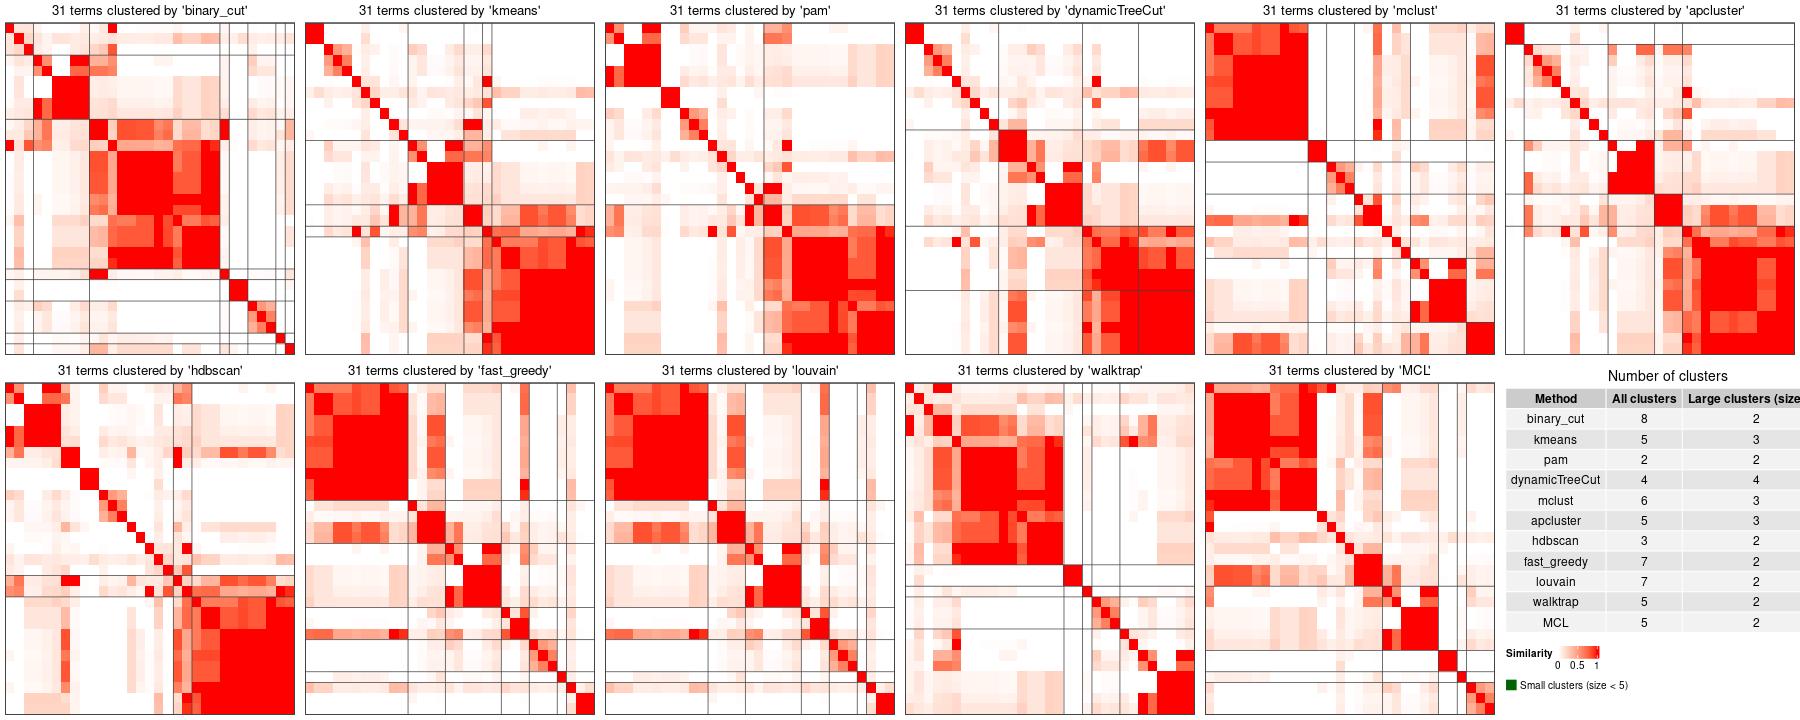 31 terms clustered by 'binary_cut'
31 terms clustered by 'kmeans'
31 terms clustered by 'pam'
31 terms clustered by 'dynamicTreeCut'
31 terms clustered by 'mclust'
31 terms clustered by 'apcluster'
31 terms clustered by 'hdbscan'
31 terms clustered by 'fast_greedy'
31 terms clustered by 'louvain'
31 terms clustered by 'walktrap'
31 terms clustered by 'MCL'
Number of clusters
Method All clusters Large clusters (size
binary_cut 8 2
kmeans 5 3
pam 2 2
dynamicTreeCut 4 4
mclust 6 3
apcluster 5 3
hdbscan 3 2
fast_greedy 7 2
louvain 7 2
walktrap 5 2
MCL 5 2
Similarity
0 0.5 1
Small clusters (size < 5)